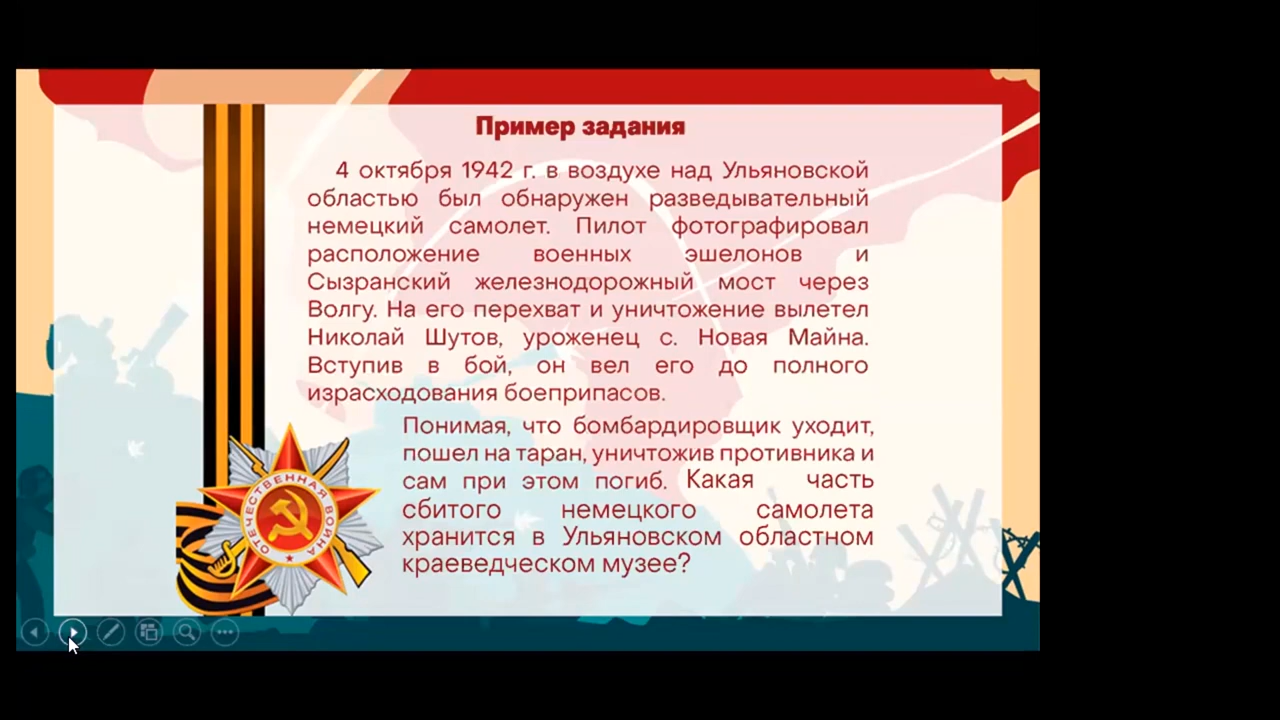 Пример задания
4 октября 1942 г. в воздухе над Ульяновской
областью был обнаружен разведывательный
немецкий самолет. Пилот фотографировал
расположение военных эшелонов и
Сызранский железнодорожный мост через
Волгу. На его перехват и уничтожение вылетел
Николай Шутов, уроженец с. Новая Майна.
Вступив в бой, он вел его до полного
израсходования боеприпасов.
Понимая, что бомбардировщик уходит,
пошел на таран, уничтожив противника и
сам при этом погиб. Какая часть
сбитого немецкого самолета
хранится в Ульяновском областном
краеведческом музее?
ОТЕЧЕСТВЕННАЯ ВОЙНА